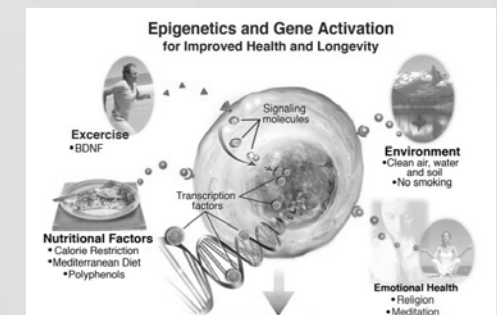 Epigenetics and Gene Activation
for Improved Health and Longevity
Signaling
molecules
Excercise
•BDNF
Environment
•Clean air, water
and soil
•No smoking
Transcription
factors
Nutritional Factors
• Calorie Restriction
•Mediterranean Diet
•Polyphenols
Emotional Health
• Religion
• Meditation